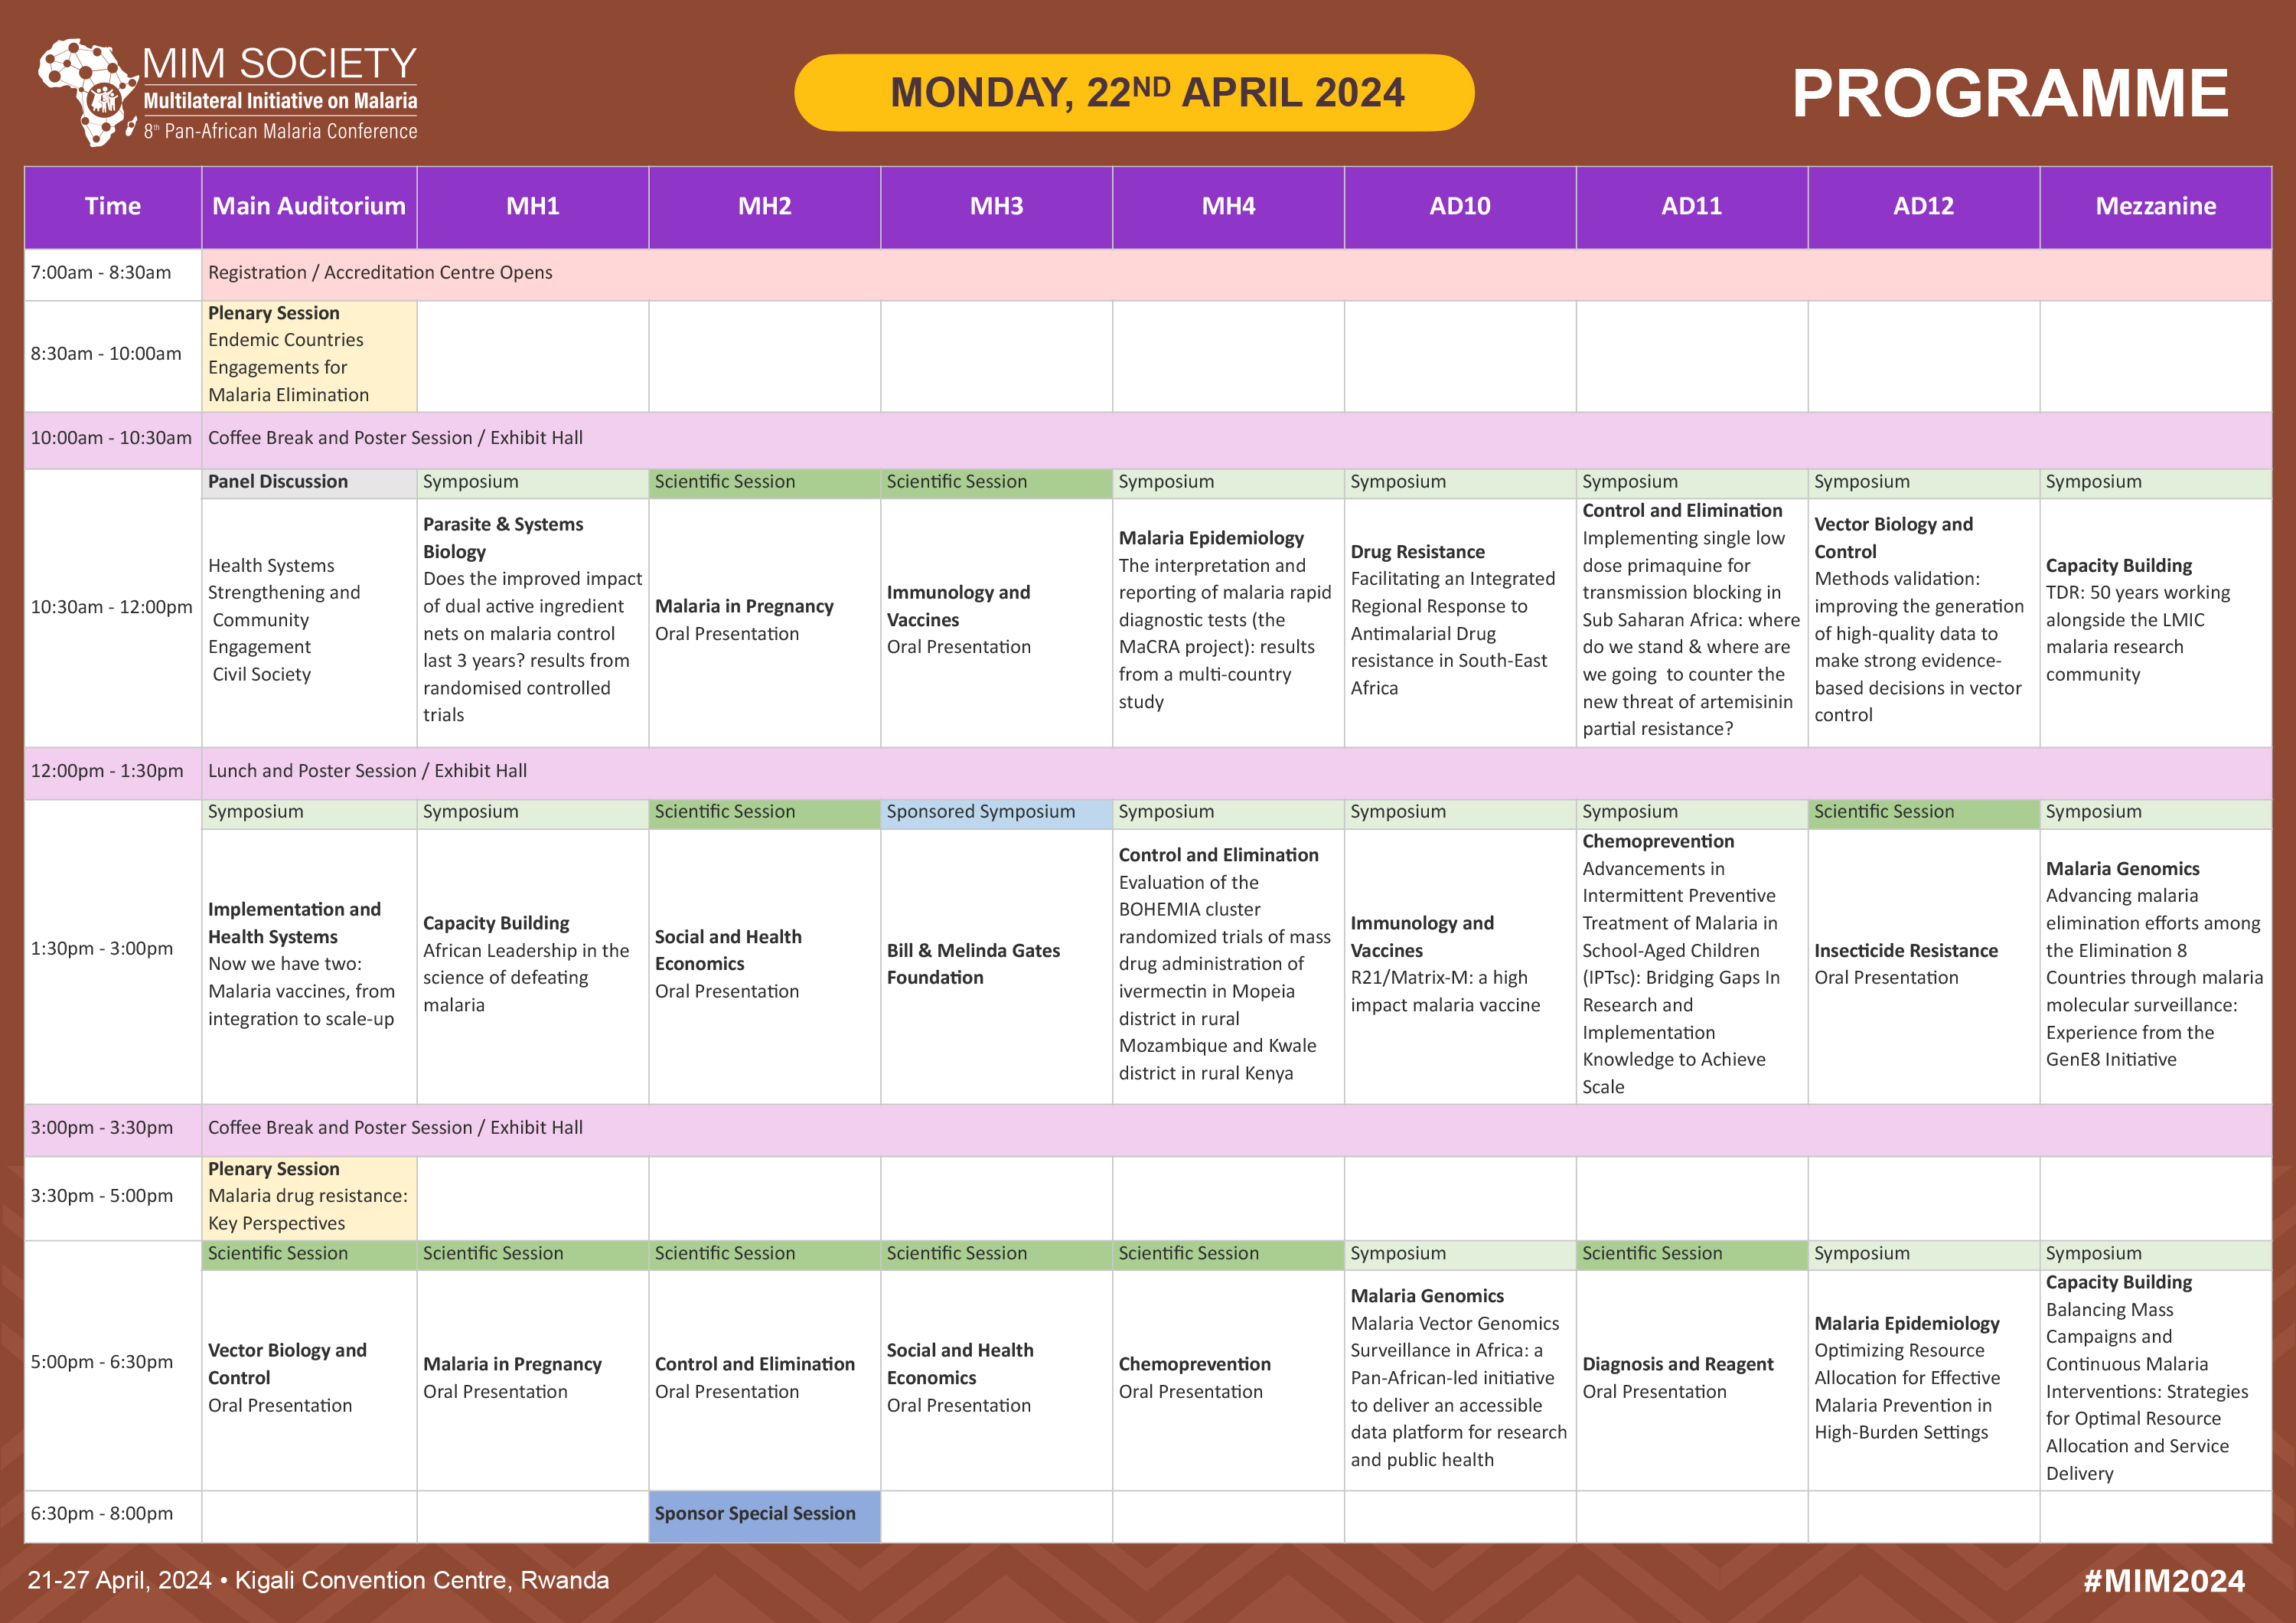 MIM SOCIETY
Multilateral Initiative on Malaria
8th Pan-African Malaria Conference
MONDAY, 22ND APRIL 2024
PROGRAMME
Time
Main Auditorium
MH1
MH2
MH3
MH4
AD10
AD11
AD12
Mezzanine
7:00am - 8:30am
Registration / Accreditation Centre Opens
8:30am - 10:00am
Plenary Session
Endemic Countries
Engagements for
Malaria Elimination
10:00am - 10:30am
Coffee Break and Poster Session / Exhibit Hall
10:30am - 12:00pm
Panel Discussion
Health Systems
Strengthening and
Community
Engagement
Civil Society
Symposium
Parasite & Systems
Biology
Does the improved impact
of dual active ingredient
nets on malaria control
last 3 years? results from
randomised controlled
trials
Scientific Session
Malaria in Pregnancy
Oral Presentation
Scientific Session
Immunology and
Vaccines
Oral Presentation
Symposium
Malaria Epidemiology
The interpretation and
reporting of malaria rapid
diagnostic tests (the
MaCRA project): results
from a multi-country
study
Symposium
Drug Resistance
Facilitating an Integrated
Regional Response to
Antimalarial Drug
resistance in South-East
Africa
Symposium
Control and Elimination
Implementing single low
dose primaquine for
transmission blocking in
Sub Saharan Africa: where
do we stand & where are
we going to counter the
new threat of artemisinin
partial resistance?
Symposium
Vector Biology and
Control
Methods validation:
improving the generation
of high-quality data to
make strong evidence-
based decisions in vector
control
Symposium
Capacity Building
TDR: 50 years working
alongside the LMIC
malaria research
community
12:00pm - 1:30pm
Lunch and Poster Session / Exhibit Hall
1:30pm - 3:00pm
Symposium
Implementation and
Health Systems
Now we have two:
Malaria vaccines, from
integration to scale-up
Symposium
Capacity Building
African Leadership in the
science of defeating
malaria
Scientific Session
Social and Health
Economics
Oral Presentation
Sponsored Symposium
Bill & Melinda Gates
Foundation
Symposium
Control and Elimination
Evaluation of the
BOHEMIA cluster
randomized trials of mass
drug administration of
ivermectin in Mopeia
district in rural
Mozambique and Kwale
district in rural Kenya
Symposium
Immunology and
Vaccines
R21/Matrix-M: a high
impact malaria vaccine
Symposium
Chemoprevention
Advancements in
Intermittent Preventive
Treatment of Malaria in
School-Aged Children
(IPTsc): Bridging Gaps In
Research and
Implementation
Knowledge to Achieve
Scale
Scientific Session
Insecticide Resistance
Oral Presentation
Symposium
Malaria Genomics
Advancing malaria
elimination efforts among
the Elimination 8
Countries through malaria
molecular surveillance:
Experience from the
GenE8 Initiative
3:00pm - 3:30pm
Coffee Break and Poster Session / Exhibit Hall
3:30pm - 5:00pm
Plenary Session
Malaria drug resistance:
Key Perspectives
5:00pm - 6:30pm
Scientific Session
Vector Biology and
Control
Oral Presentation
Scientific Session
Malaria in Pregnancy
Oral Presentation
Scientific Session
Control and Elimination
Oral Presentation
Scientific Session
Social and Health
Economics
Oral Presentation
Scientific Session
Chemoprevention
Oral Presentation
Symposium
Malaria Genomics
Malaria Vector Genomics
Surveillance in Africa: a
Pan-African-led initiative
to deliver an accessible
data platform for research
and public health
Scientific Session
Diagnosis and Reagent
Oral Presentation
Symposium
Malaria Epidemiology
Optimizing Resource
Allocation for Effective
Malaria Prevention in
High-Burden Settings
Symposium
Capacity Building
Balancing Mass
Campaigns and
Continuous Malaria
Interventions: Strategies
for Optimal Resource
Allocation and Service
Delivery
6:30pm - 8:00pm
Sponsor Special Session
21-27 April, 2024 • Kigali Convention Centre, Rwanda
#MIM2024